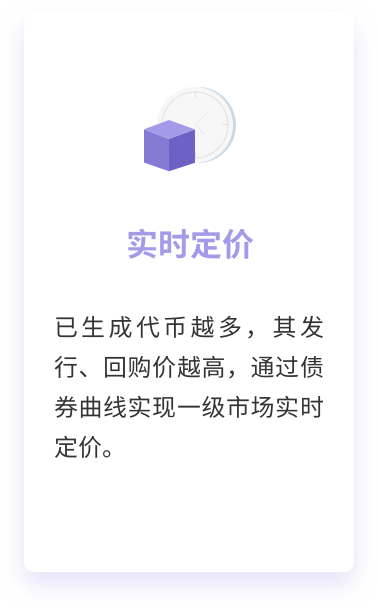 实时定价
已生成代币越多，其发
行、回购价越高，通过债
券曲线实现一级市场实时
定价。